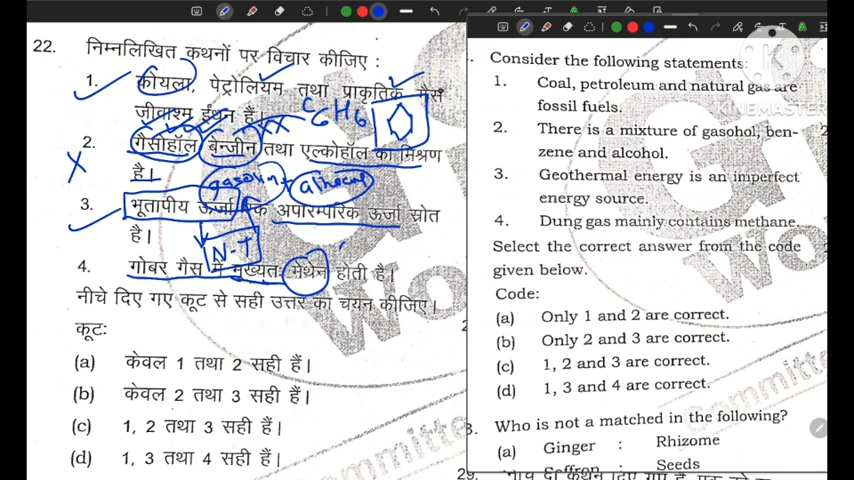 22. निम्नलिखित कथनों पर विचार कीजिए :
1. कोयला, पेट्रोलियम तथा प्राकृतिक गैस
जीवाश्म ईंधन हैं।
C6H6
2. गैसोहॉल बेन्जीन तथा एल्कोहॉल का मिश्रण
है।
3. भूतापीय ऊर्जा एक अपारम्परिक ऊर्जा स्रोत
है।
N-T
4. गोबर गैस में मुख्यतः मेथेन होती है।
नीचे दिए गए कूट से सही उत्तर का चयन कीजिए।
कूटः
(a) केवल 1 तथा 2 सही हैं।
(b) केवल 2 तथा 3 सही हैं।
(c) 1, 2 तथा 3 सही हैं।
(d) 1, 3 तथा 4 सही हैं।
Consider the following statements:
1. Coal, petroleum and natural gas are
fossil fuels.
2. There is a mixture of gasohol, ben-
zene and alcohol.
3. Geothermal energy is an imperfect
energy source.
4. Dung gas mainly contains methane.
Select the correct answer from the code
given below.
Code:
(a) Only 1 and 2 are correct.
(b) Only 2 and 3 are correct.
(c) 1, 2 and 3 are correct.
(d) 1, 3 and 4 are correct.
Who is not a matched in the following?
(a) Ginger : Rhizome
Saffron : Seeds
29.
KINEMASTER